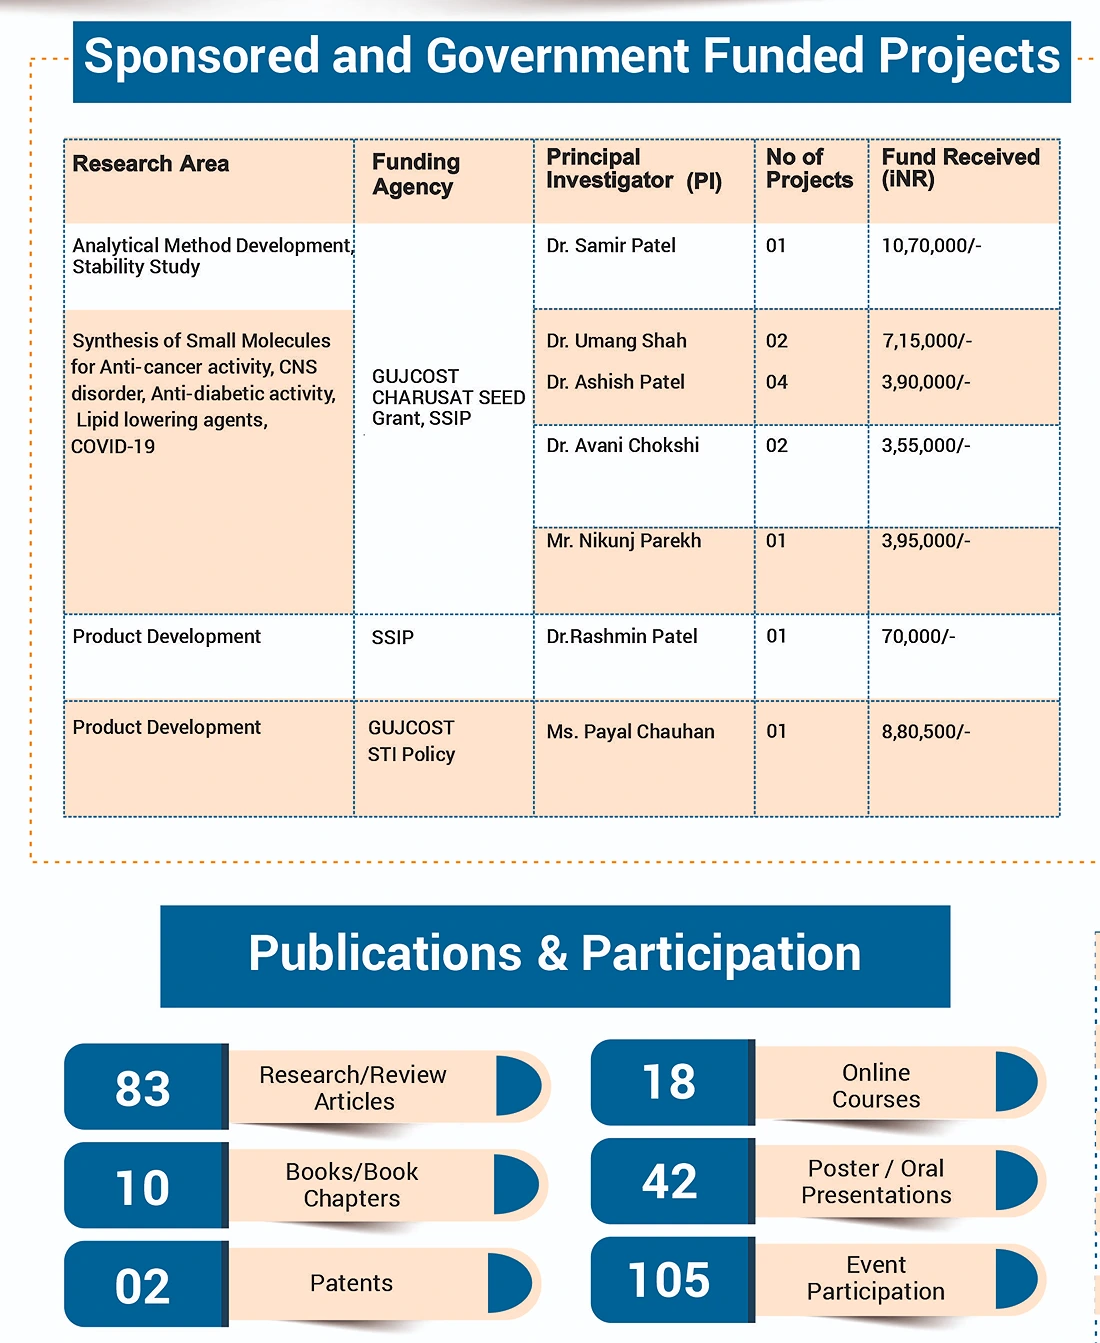 Sponsored and Government Funded Projects
Research Area
Funding
Agency
Principal
Investigator (PI)
No of
Projects
Fund Received
(iNR)
Analytical Method Development,
Stability Study
Dr. Samir Patel
01
10,70,000/-
Synthesis of Small Molecules
for Anti-cancer activity, CNS
disorder, Anti-diabetic activity,
Lipid lowering agents,
COVID-19
GUJCOST
CHARUSAT SEED
Grant, SSIP
Dr. Umang Shah
02
7,15,000/-
Dr. Ashish Patel
04
3,90,000/-
Dr. Avani Chokshi
02
3,55,000/-
Mr. Nikunj Parekh
01
3,95,000/-
Product Development
SSIP
Dr.Rashmin Patel
01
70,000/-
Product Development
GUJCOST
STI Policy
Ms. Payal Chauhan
01
8,80,500/-
Publications & Participation
83
Research/Review
Articles
18
Online
Courses
10
Books/Book
Chapters
42
Poster / Oral
Presentations
02
Patents
105
Event
Participation